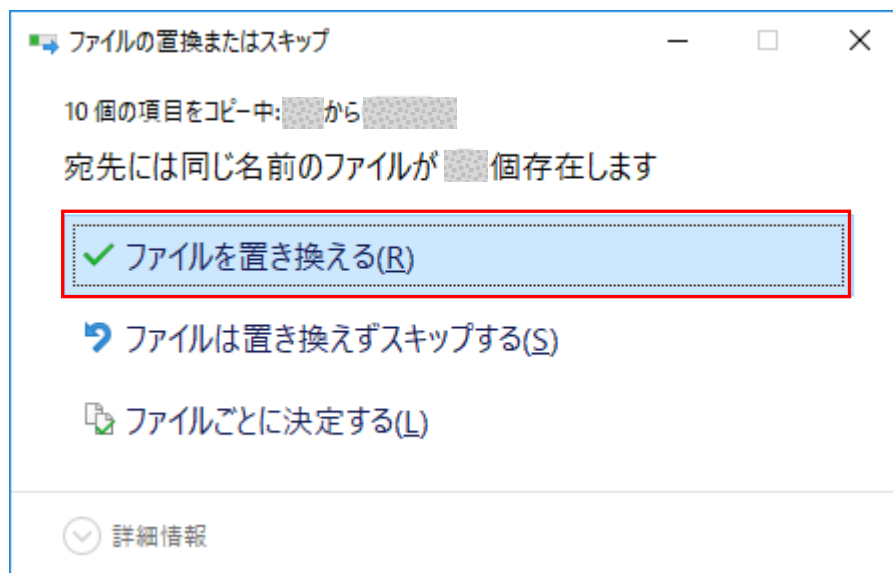 ファイルの置換またはスキップ
10 個の項目をコピー中: から
宛先には同じ名前のファイルが 個存在します
ファイルを置き換える(R)
ファイルは置き換えずスキップする(S)
ファイルごとに決定する(L)
詳細情報